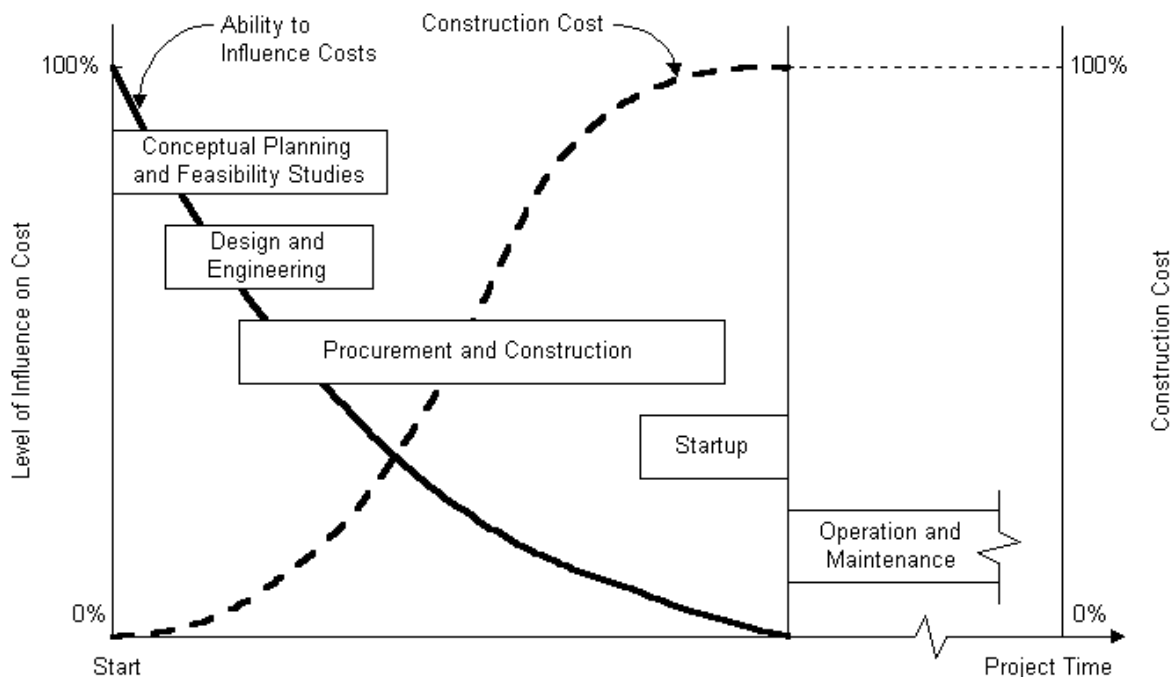 Ability to
Influence Costs
Construction Cost
100%
100%
Conceptual Planning
and Feasibility Studies
Design and
Engineering
Level of Influence on Cost
Procurement and Construction
Construction Cost
Startup
Operation and
Maintenance
0%
0%
Start
Project Time